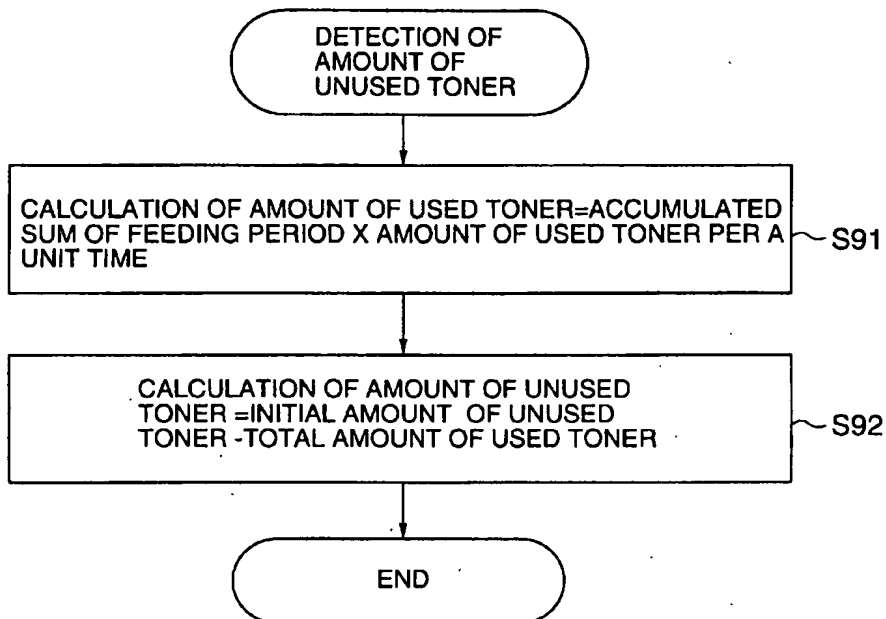 DETECTION OF
AMOUNT OF
UNUSED TONER
CALCULATION OF AMOUNT OF USED TONER=ACCUMULATED
SUM OF FEEDING PERIOD X AMOUNT OF USED TONER PER A
UNIT TIME
S91
CALCULATION OF AMOUNT OF UNUSED
TONER =INITIAL AMOUNT OF UNUSED
TONER -TOTAL AMOUNT OF USED TONER
S92
END